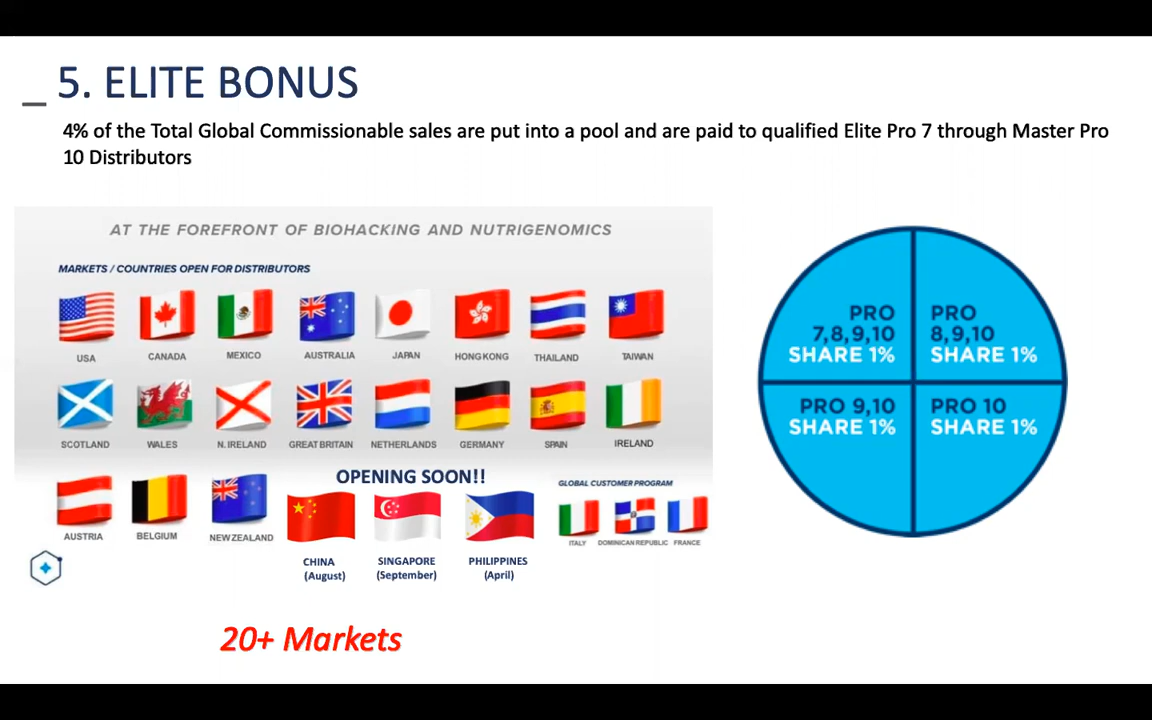 _ 5. ELITE BONUS
4% of the Total Global Commissionable sales are put into a pool and are paid to qualified Elite Pro 7 through Master Pro
10 Distributors
AT THE FOREFRONT OF BIOHACKING AND NUTRIGENOMICS
MARKETS / COUNTRIES OPEN FOR DISTRIBUTORS
USA CANADA MEXICO AUSTRALIA JAPAN HONG KONG THAILAND TAIWAN
SCOTLAND WALES N. IRELAND GREAT BRITAIN NETHERLANDS GERMANY SPAIN IRELAND
OPENING SOON!!
GLOBAL CUSTOMER PROGRAM
AUSTRIA BELGIUM NEW ZEALAND
ITALY DOMINICAN REPUBLIC FRANCE
CHINA SINGAPORE PHILIPPINES
(August) (September) (April)
20+ Markets
PRO
7,8,9,10
SHARE 1%
PRO
8,9,10
SHARE 1%
PRO 9,10
SHARE 1%
PRO 10
SHARE 1%